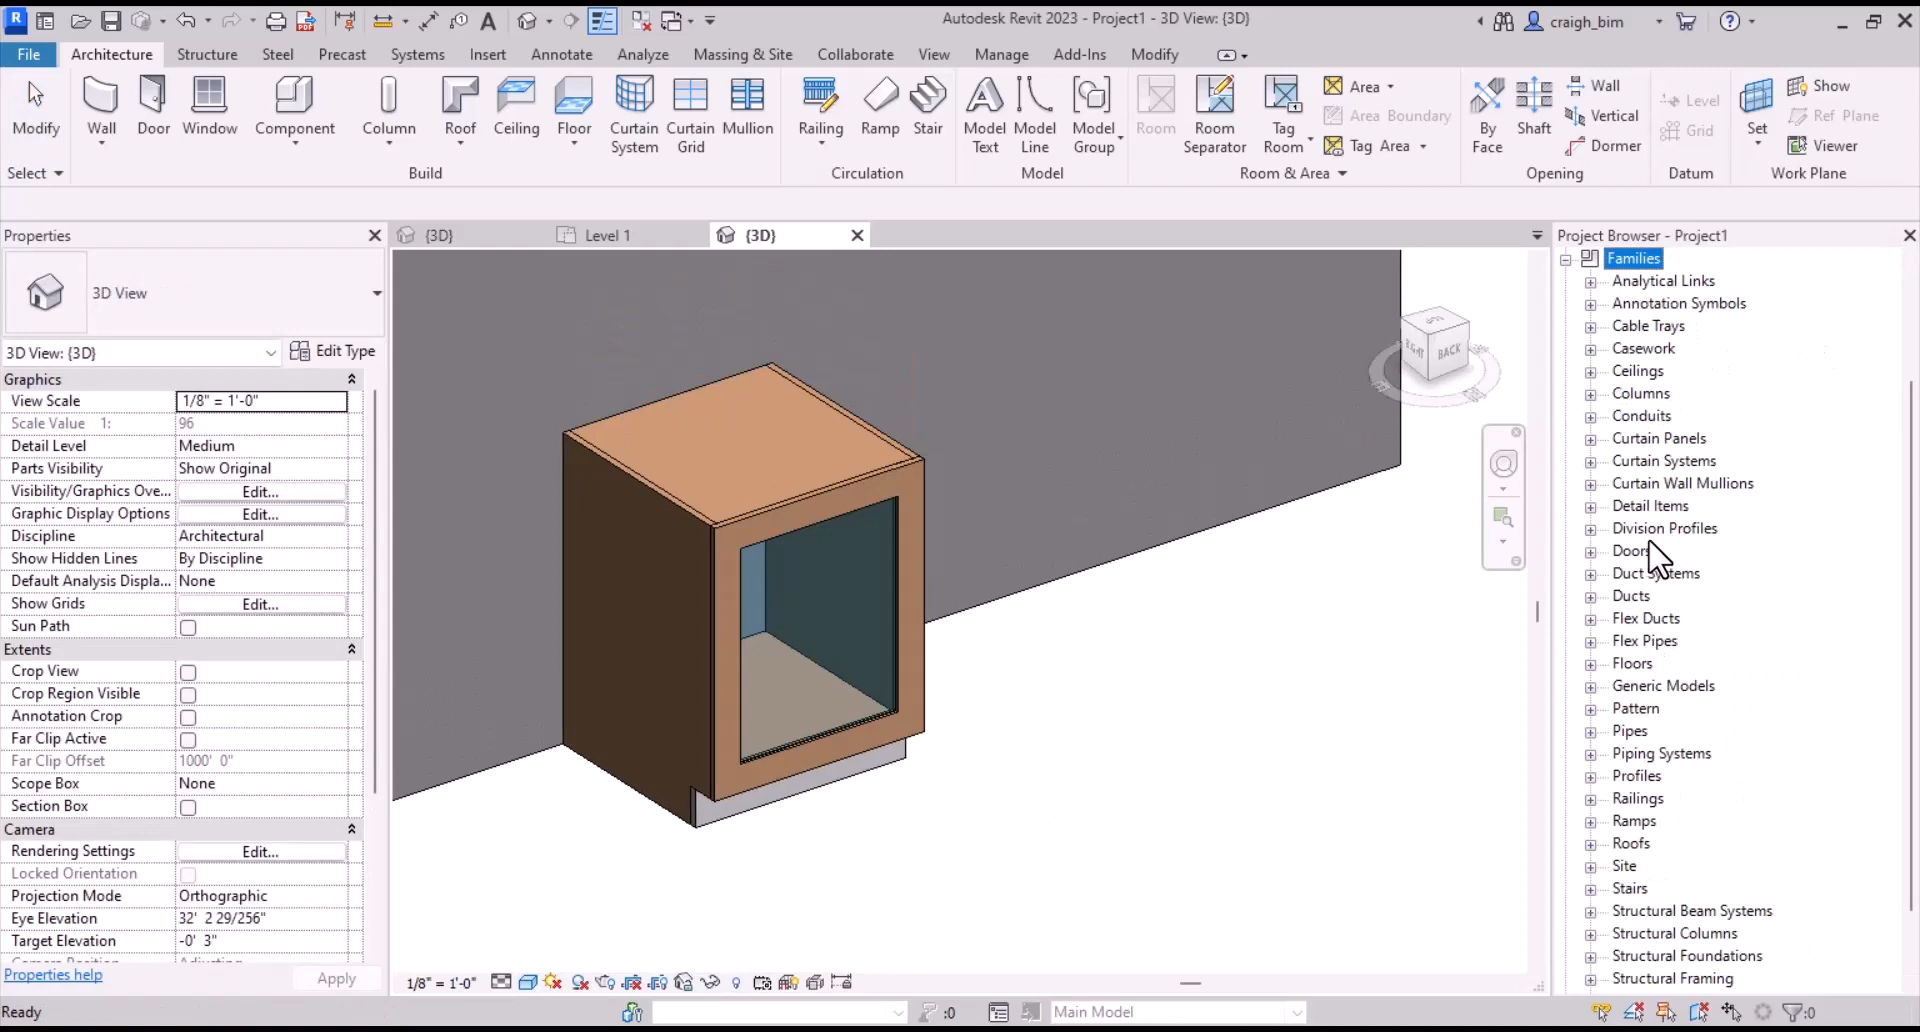 Autodesk Revit 2023 - Project1 - 3D View: {3D}
craigh_bim
File Architecture Structure Steel Precast Systems Insert Annotate Analyze Massing & Site Collaborate View Manage Add-Ins Modify
Modify
Wall
Door
Window
Component
Column
Roof
Ceiling
Floor
Curtain System
Curtain Grid
Mullion
Railing
Ramp
Stair
Model Text
Model Line
Model Group
Room
Room Separator
Tag Room
Area
Area Boundary
Tag Area
By Face
Shaft
Wall
Vertical
Dormer
Level
Grid
Set
Show
Ref Plane
Viewer
Select Build Circulation Model Room & Area Opening Datum Work Plane
Properties
3D View
3D View: {3D} Edit Type
Graphics
View Scale 1/8" = 1'-0"
Scale Value 1: 96
Detail Level Medium
Parts Visibility Show Original
Visibility/Graphics Ove... Edit...
Graphic Display Options Edit...
Discipline Architectural
Show Hidden Lines By Discipline
Default Analysis Displa... None
Show Grids Edit...
Sun Path
Extents
Crop View
Crop Region Visible
Annotation Crop
Far Clip Active
Far Clip Offset 1000' 0"
Scope Box None
Section Box
Camera
Rendering Settings Edit...
Locked Orientation
Projection Mode Orthographic
Eye Elevation 32' 2 29/256"
Target Elevation -0' 3"
Properties help Apply
{3D} Level 1 {3D}
RIGHT BACK
1/8" = 1'-0"
Project Browser - Project1
Families
Analytical Links
Annotation Symbols
Cable Trays
Casework
Ceilings
Columns
Conduits
Curtain Panels
Curtain Systems
Curtain Wall Mullions
Detail Items
Division Profiles
Doors
Duct Systems
Ducts
Flex Ducts
Flex Pipes
Floors
Generic Models
Pattern
Pipes
Piping Systems
Profiles
Railings
Ramps
Roofs
Site
Stairs
Structural Beam Systems
Structural Columns
Structural Foundations
Structural Framing
Ready :0 Main Model :0